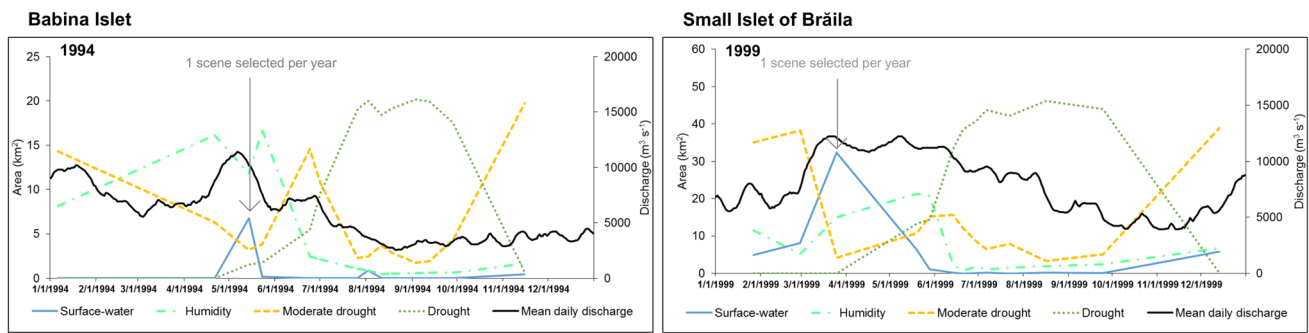 Babina Islet
1994
1 scene selected per year
25
20
15
10
5
0
Area (km²)
20000
15000
10000
5000
0
Discharge (m³ s⁻¹)
1/1/1994 2/1/1994 3/1/1994 4/1/1994 5/1/1994 6/1/1994 7/1/1994 8/1/1994 9/1/1994 10/1/1994 11/1/1994 12/1/1994
Surface-water Humidity Moderate drought Drought Mean daily discharge
Small Islet of Brăila
1999
1 scene selected per year
60
50
40
30
20
10
0
Area (km²)
20000
15000
10000
5000
0
Discharge (m³ s⁻¹)
1/1/1999 2/1/1999 3/1/1999 4/1/1999 5/1/1999 6/1/1999 7/1/1999 8/1/1999 9/1/1999 10/1/1999 11/1/1999 12/1/1999
Surface-water Humidity Moderate drought Drought Mean daily discharge